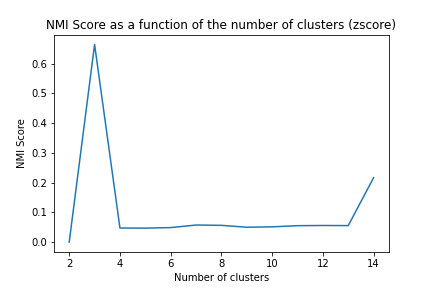 NMI Score as a function of the number of clusters (zscore)
0.6
0.5
0.4
0.3
0.2
0.1
0.0
NMI Score
2 4 6 8 10 12 14
Number of clusters